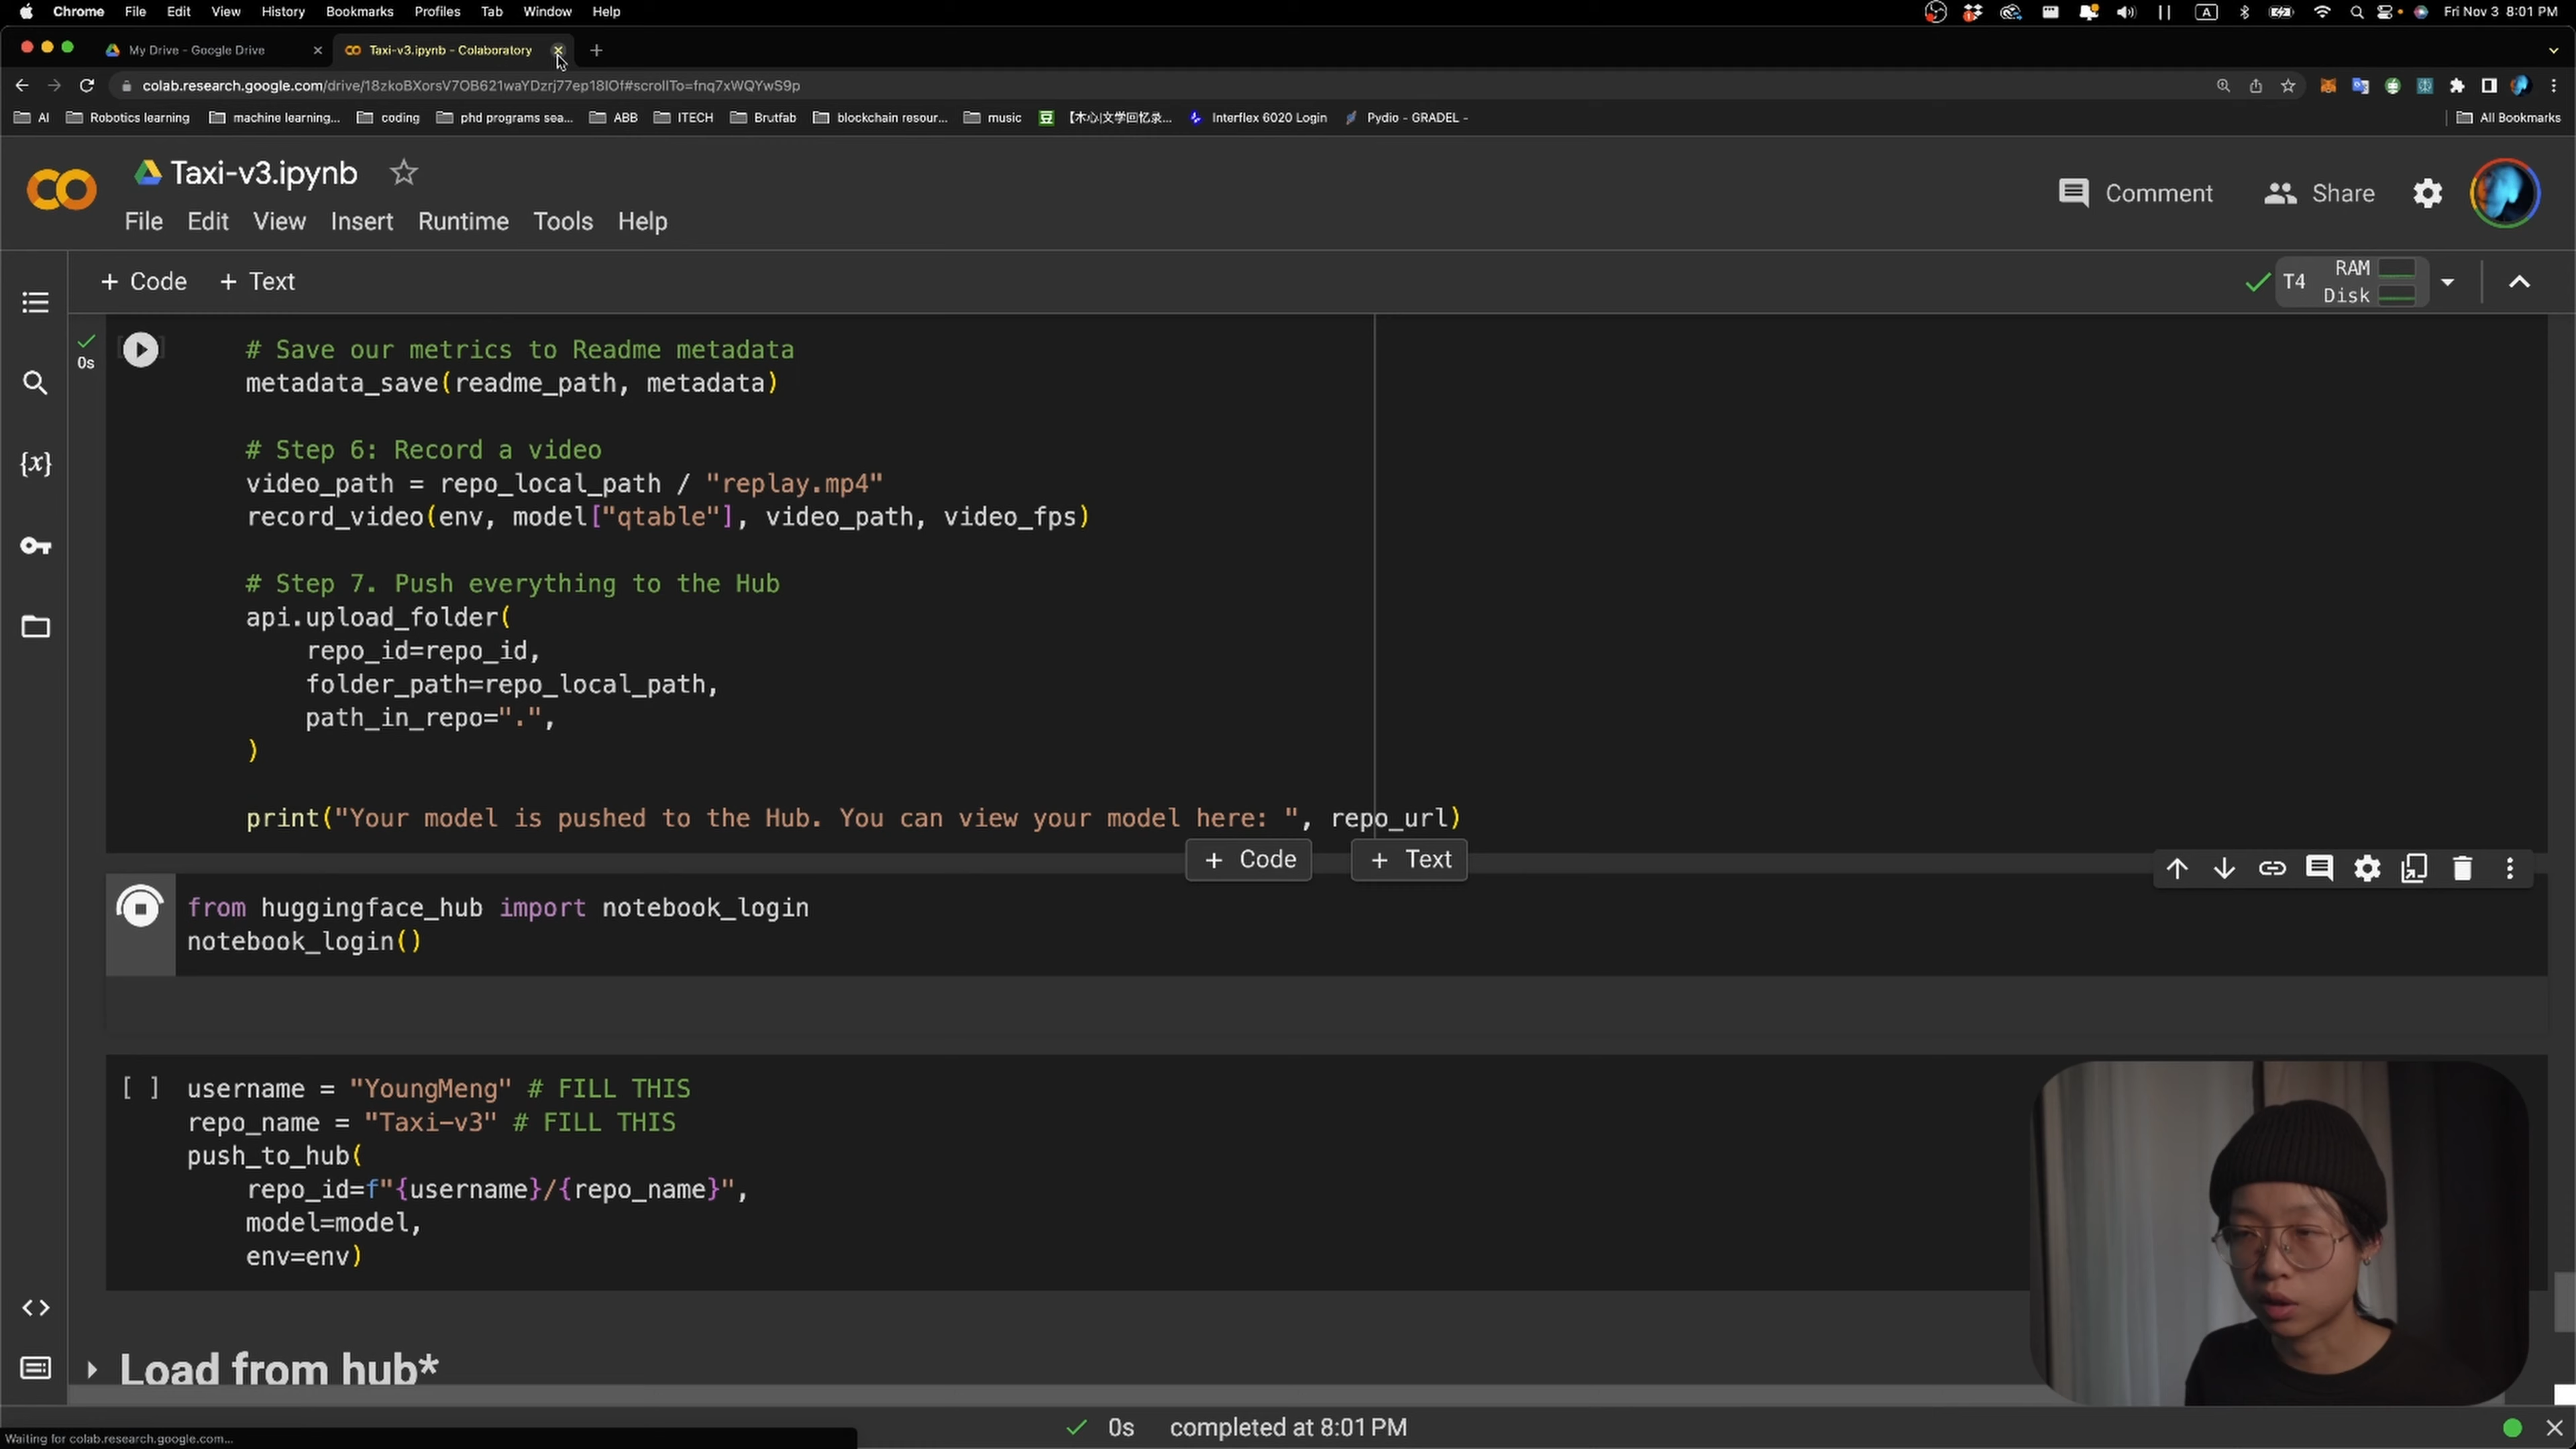 Chrome File Edit View History Bookmarks Profiles Tab Window Help
A
Fri Nov 3 8:01 PM
My Drive - Google Drive
Taxi-v3.ipynb - Colaboratory
colab.research.google.com/drive/18zkoBXorsV7OB621waYDzrj77ep18IOf#scrollTo=fnq7xWQYwS9p
AI Robotics learning machine learning... coding phd programs sea... ABB ITECH Brutfab blockchain resour... music 豆 【木心|文学回忆录... Interflex 6020 Login Pydio - GRADEL - All Bookmarks
Taxi-v3.ipynb
Comment Share
File Edit View Insert Runtime Tools Help
+ Code + Text
T4 RAM
Disk
0s
# Save our metrics to Readme metadata
metadata_save(readme_path, metadata)
# Step 6: Record a video
video_path = repo_local_path / "replay.mp4"
record_video(env, model["qtable"], video_path, video_fps)
# Step 7. Push everything to the Hub
api.upload_folder(
repo_id=repo_id,
folder_path=repo_local_path,
path_in_repo=".",
)
print("Your model is pushed to the Hub. You can view your model here: ", repo_url)
+ Code + Text
from huggingface_hub import notebook_login
notebook_login()
[ ] username = "YoungMeng" # FILL THIS
repo_name = "Taxi-v3" # FILL THIS
push_to_hub(
repo_id=f"{username}/{repo_name}",
model=model,
env=env)
Load from hub*
0s completed at 8:01 PM
Waiting for colab.research.google.com...